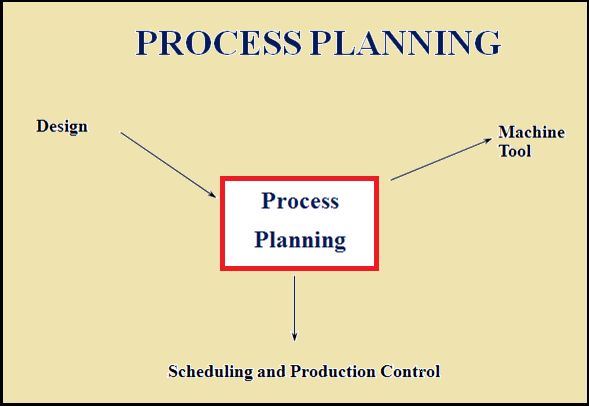 PROCESS PLANNING
Design
Machine
Tool
Process
Planning
Scheduling and Production Control